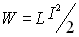 W = L I²/2